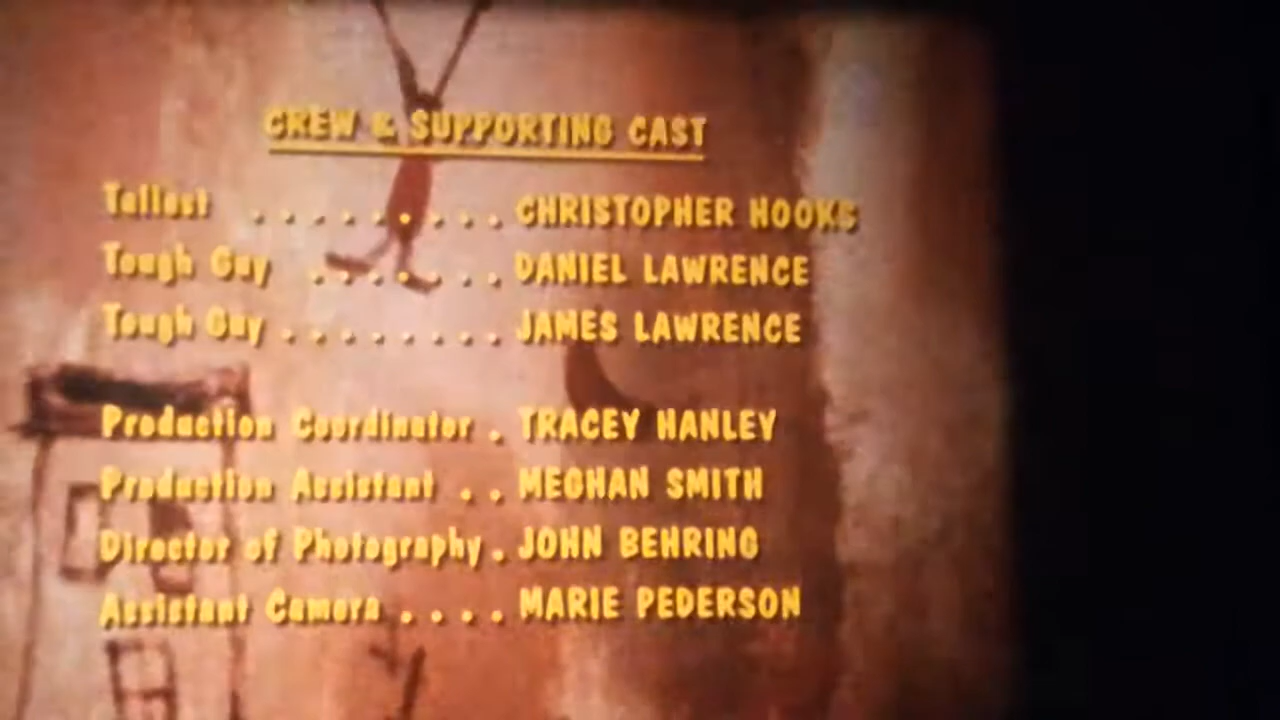 CREW & SUPPORTING CAST
Tallest . . . . . . . . . CHRISTOPHER HOOKS
Tough Guy . . . . . . . DANIEL LAWRENCE
Tough Guy . . . . . . . . JAMES LAWRENCE
Production Coordinator . TRACEY HANLEY
Production Assistant . . MEGHAN SMITH
Director of Photography . JOHN BEHRING
Assistant Camera . . . . MARIE PEDERSON